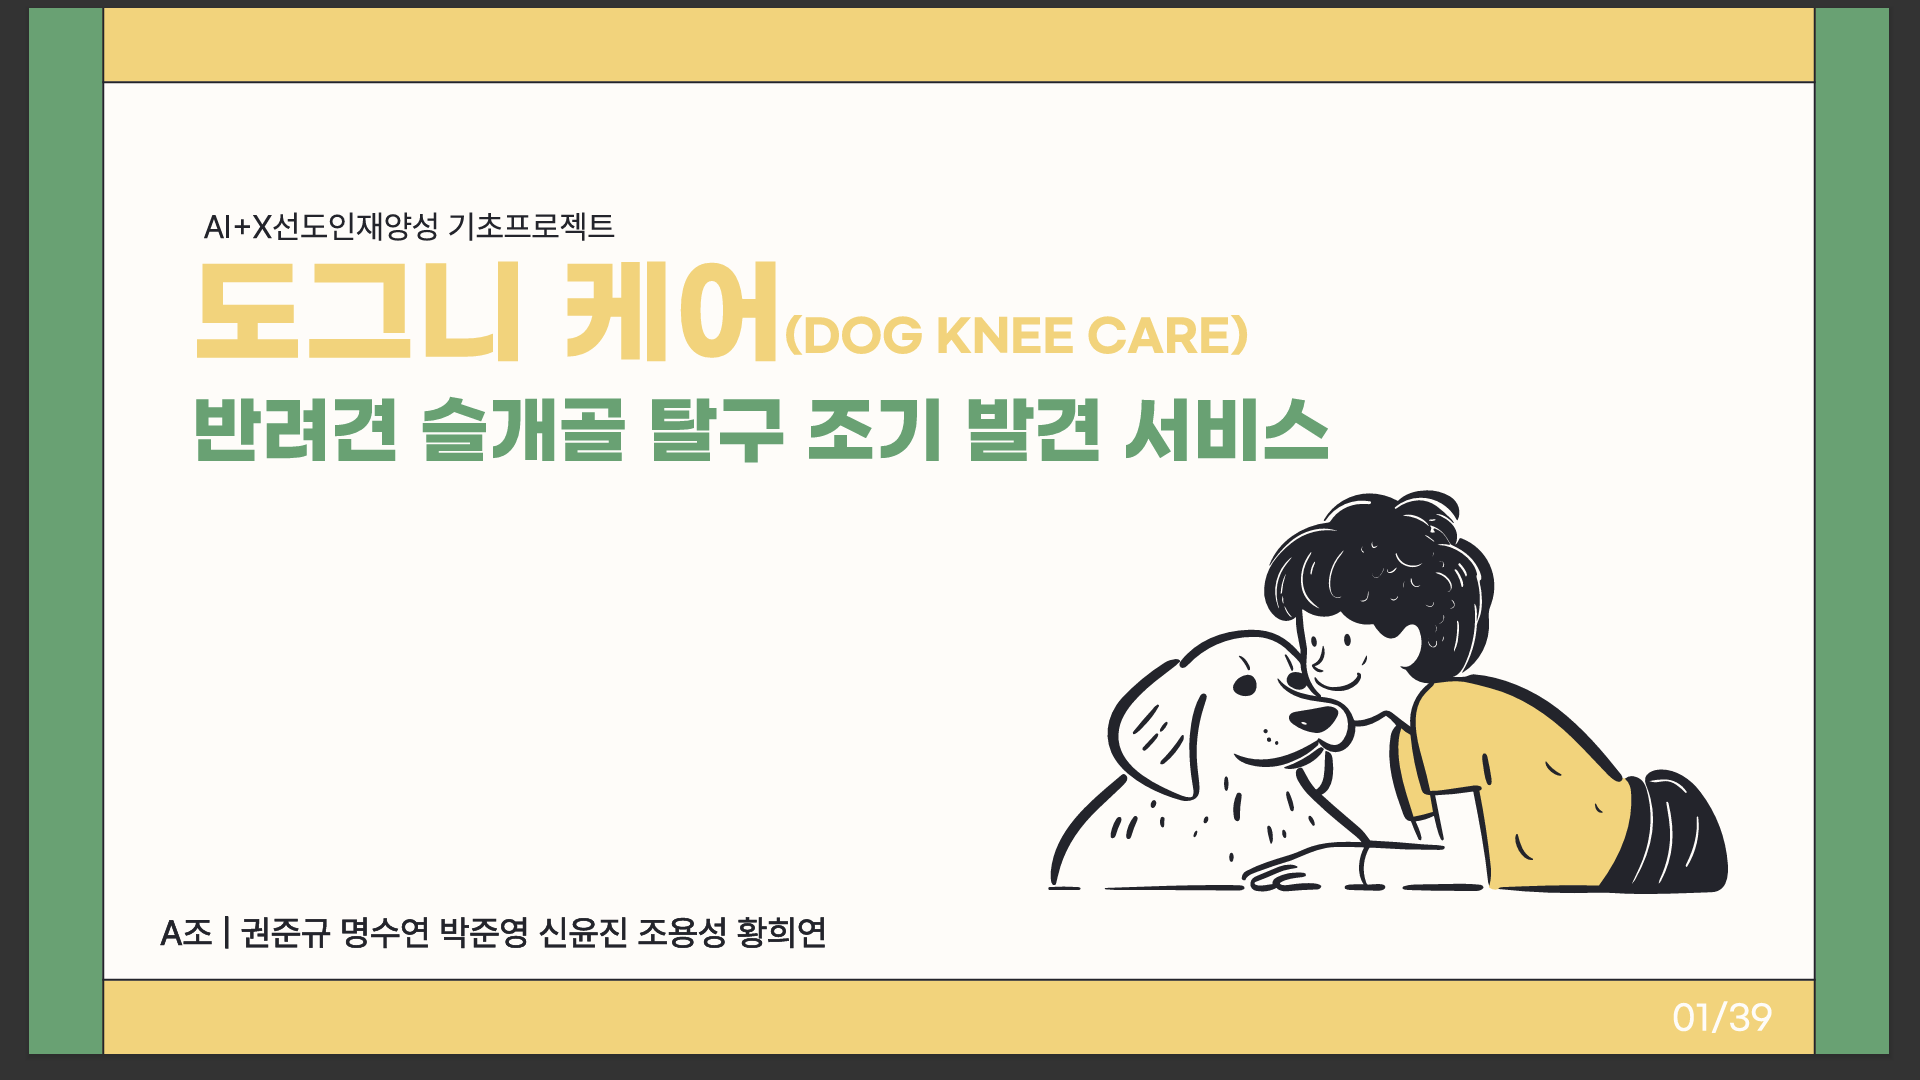 AI+X선도인재양성 기초프로젝트
도그니 케어(DOG KNEE CARE)
반려견 슬개골 탈구 조기 발견 서비스
A조 | 권준규 명수연 박준영 신윤진 조용성 황희연
01/39